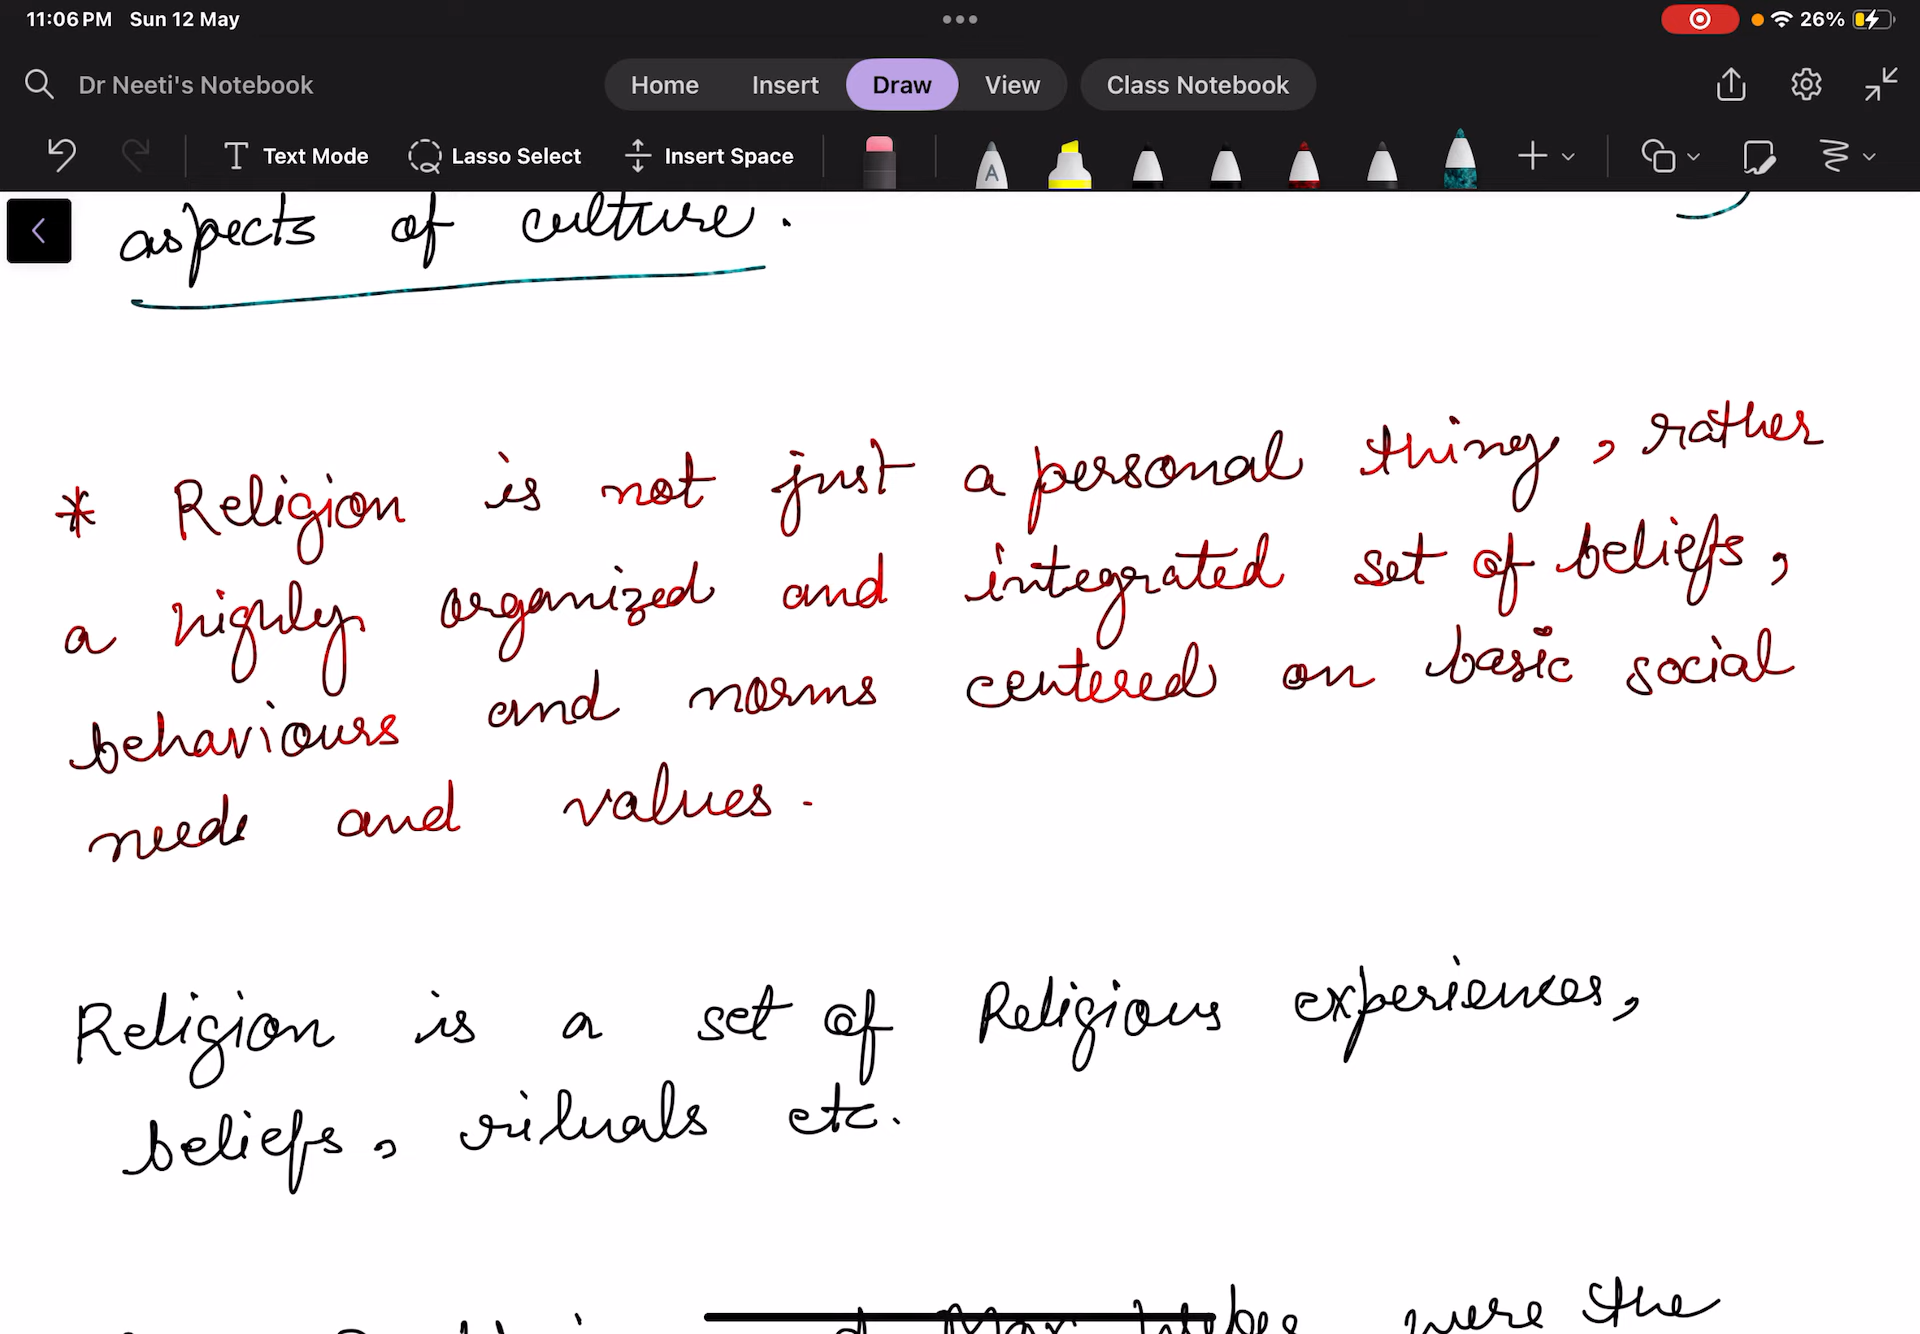 11:06 PM Sun 12 May
26%
Dr Neeti's Notebook Home Insert Draw View Class Notebook
Text Mode Lasso Select Insert Space A
aspects of culture.
* Religion is not just a personal thing, rather
a highly organized and integrated set of beliefs,
behaviours and norms centered on basic social
needs and values.
Religion is a set of Religious experiences,
beliefs, rituals etc.
were the